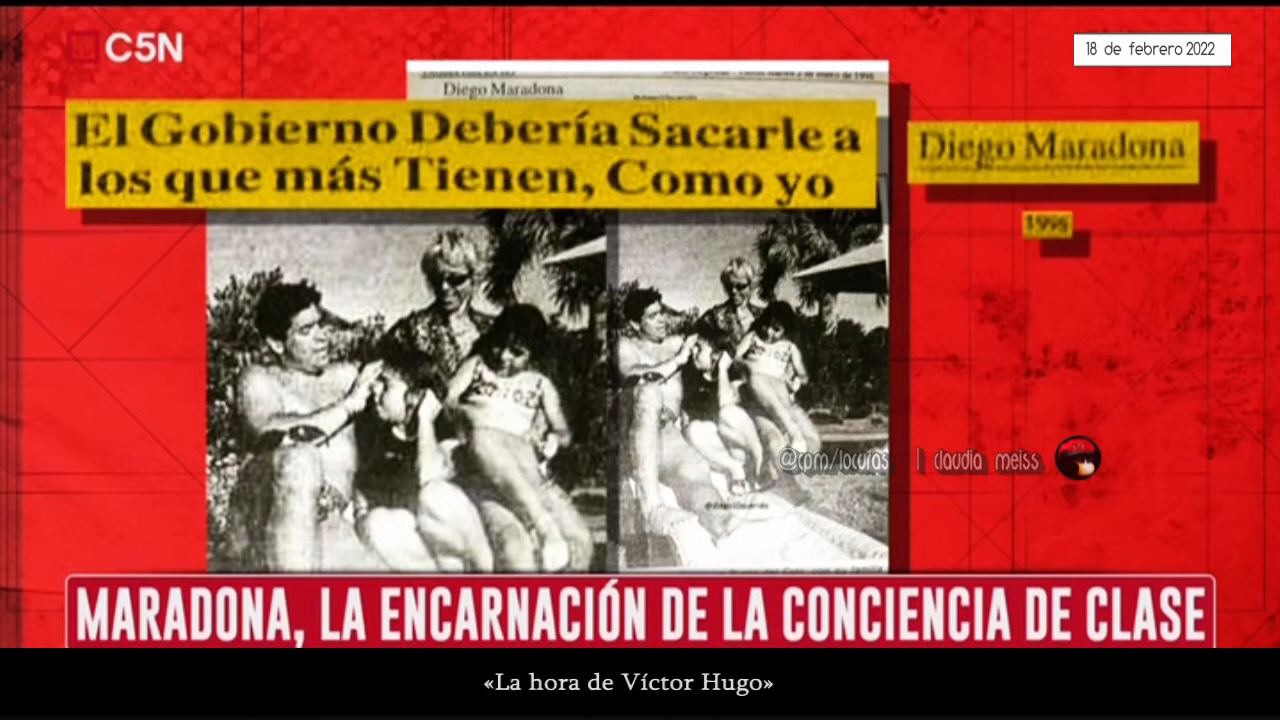 C5N
18 de febrero 2022
Diego Maradona
El Gobierno Debería Sacarle a
los que más Tienen, Como yo
Diego Maradona
1996
@cpm/locuras | claudia meiss
MARADONA, LA ENCARNACIÓN DE LA CONCIENCIA DE CLASE
«La hora de Víctor Hugo»